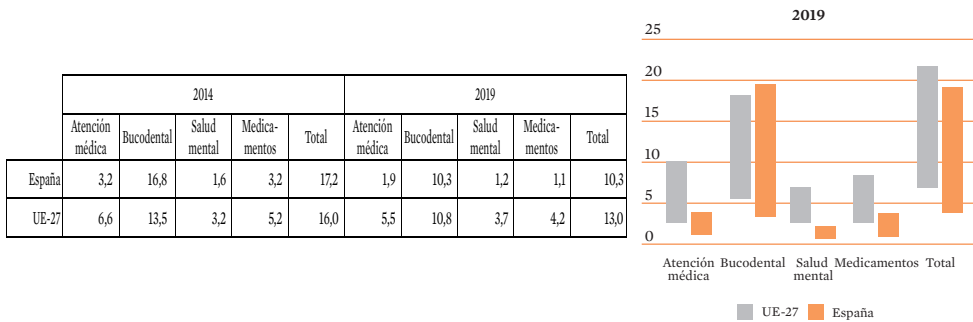 2014 2019
Atención médica Bucodental Salud mental Medica-mentos Total Atención médica Bucodental Salud mental Medica-mentos Total
España 3,2 16,8 1,6 3,2 17,2 1,9 10,3 1,2 1,1 10,3
UE-27 6,6 13,5 3,2 5,2 16,0 5,5 10,8 3,7 4,2 13,0
2019
25
20
15
10
5
0
Atención Bucodental Salud Medicamentos Total
médica mental
UE-27 España